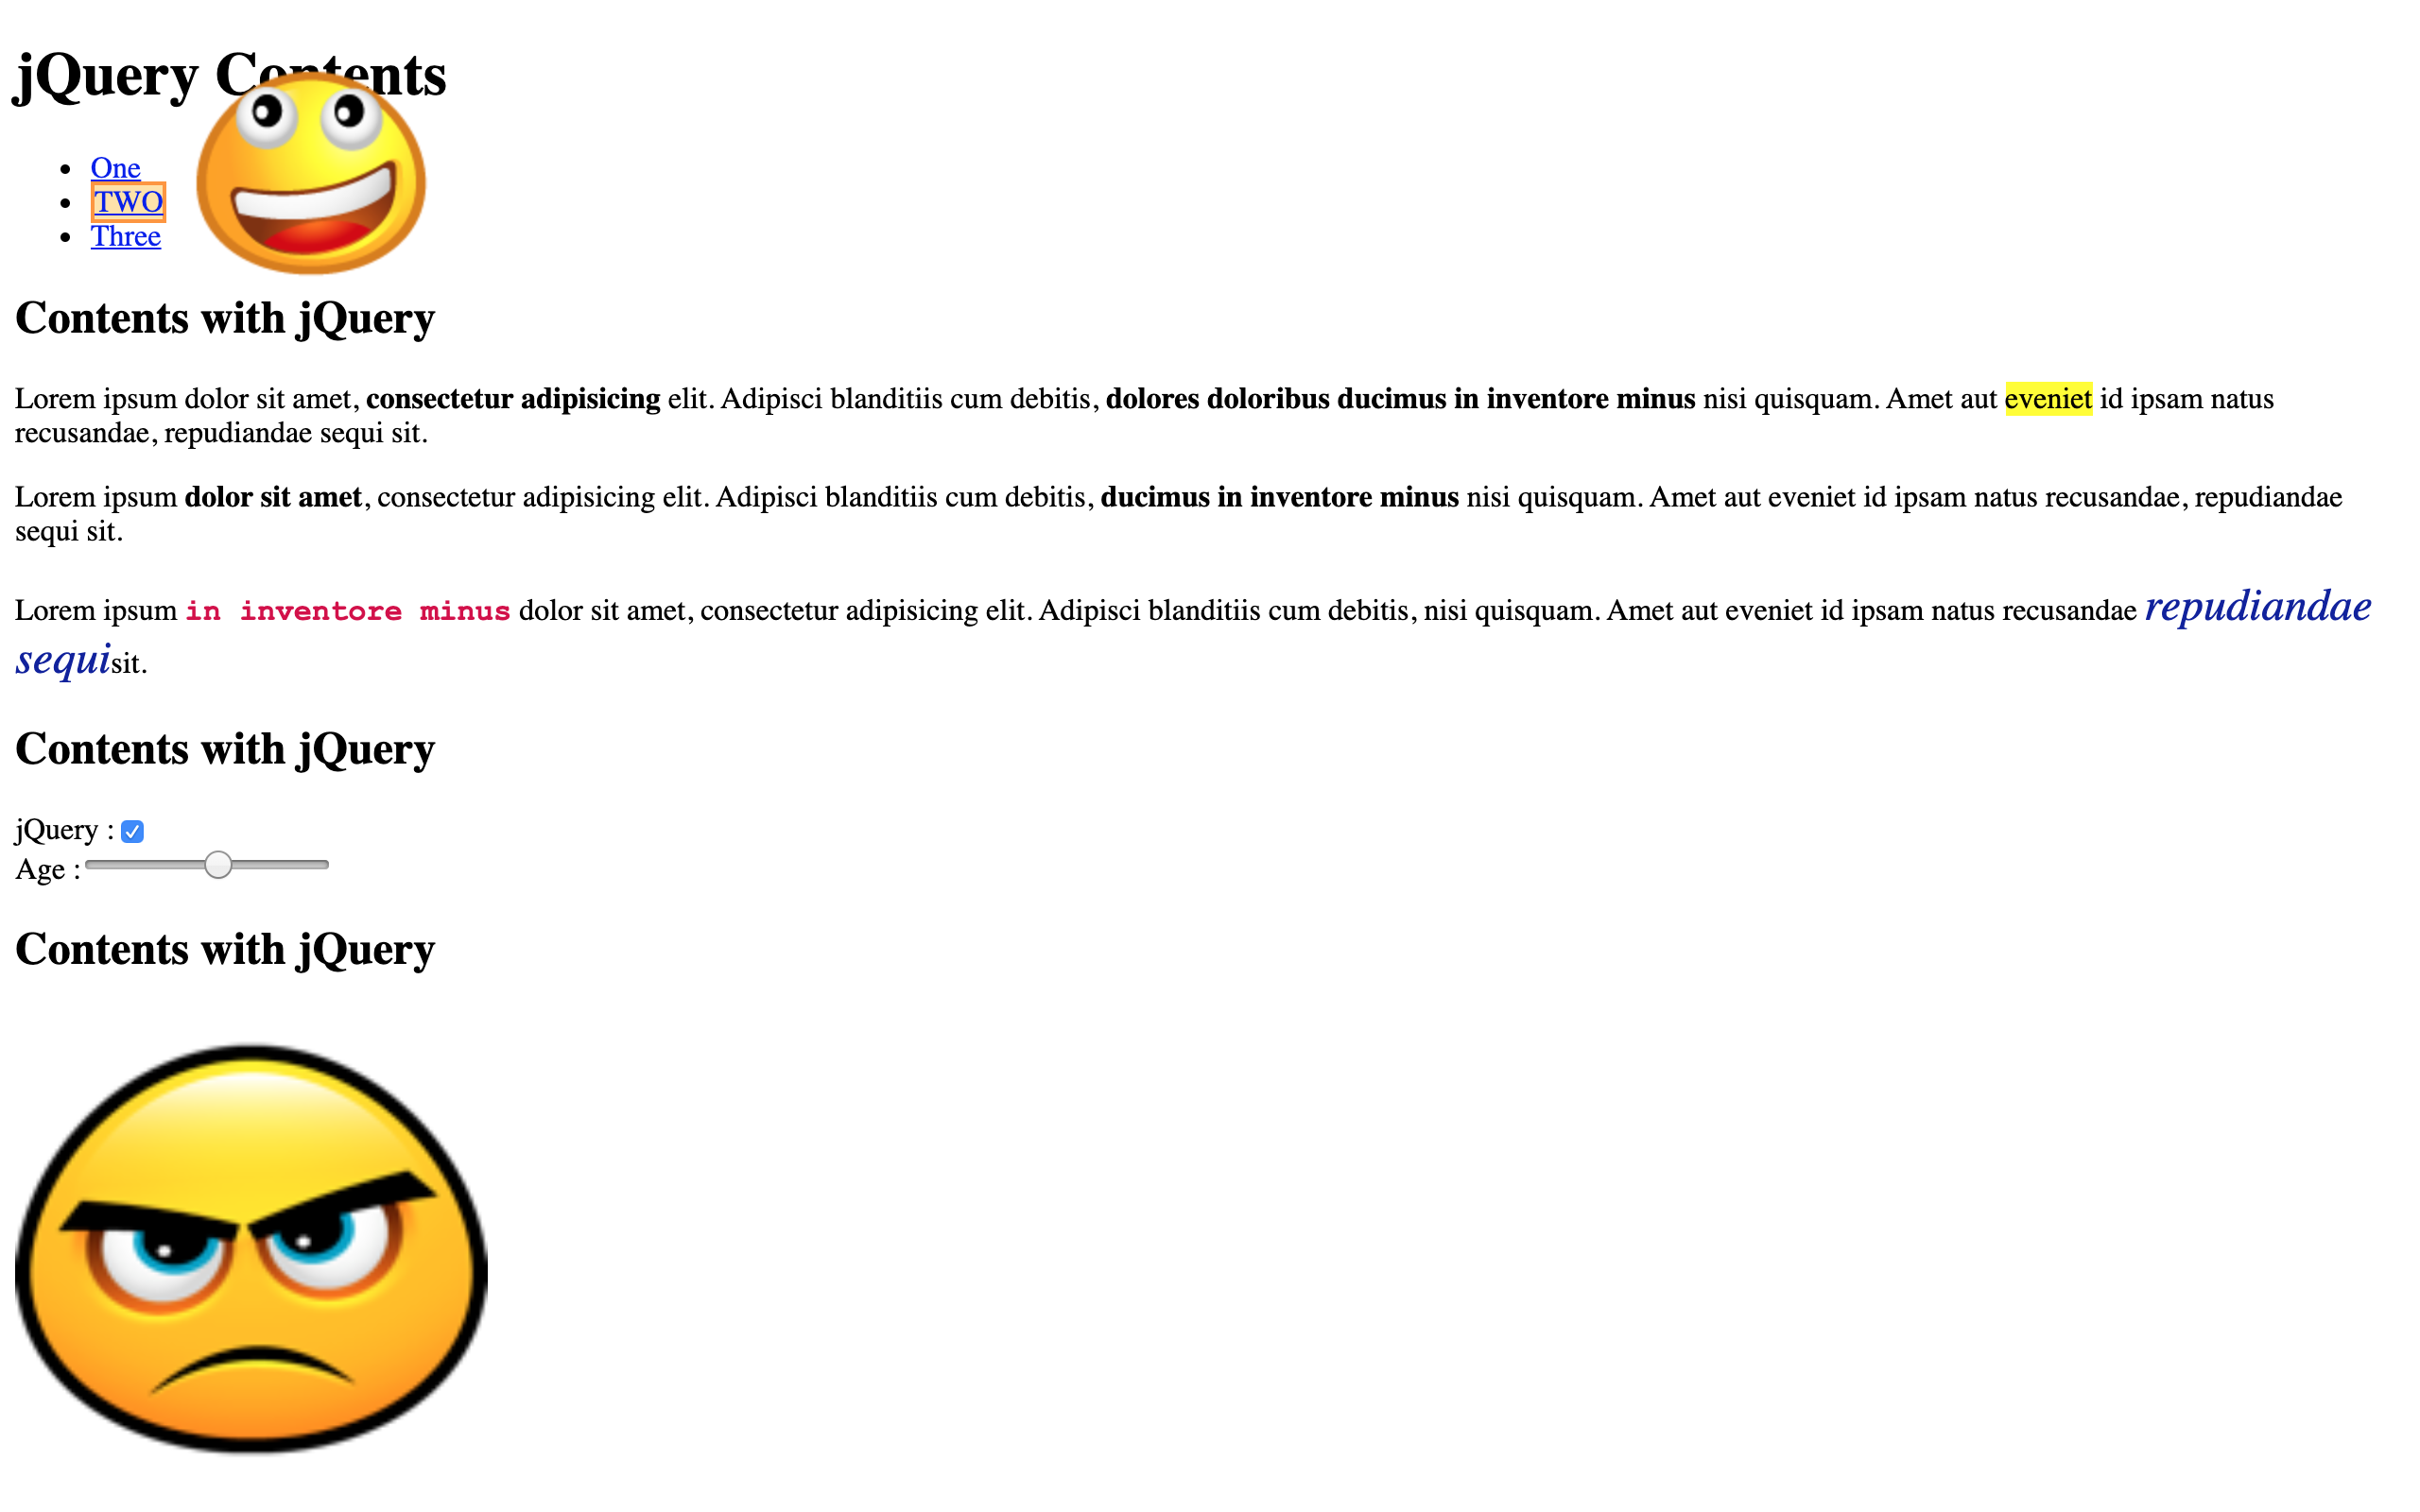 jQuery Contents
One
TWO
Three
Contents with jQuery
Lorem ipsum dolor sit amet, consectetur adipisicing elit. Adipisci blanditiis cum debitis, dolores doloribus ducimus in inventore minus nisi quisquam. Amet aut eveniet id ipsam natus
recusandae, repudiandae sequi sit.
Lorem ipsum dolor sit amet, consectetur adipisicing elit. Adipisci blanditiis cum debitis, ducimus in inventore minus nisi quisquam. Amet aut eveniet id ipsam natus recusandae, repudiandae
sequi sit.
Lorem ipsum in inventore minus dolor sit amet, consectetur adipisicing elit. Adipisci blanditiis cum debitis, nisi quisquam. Amet aut eveniet id ipsam natus recusandae repudiandae
sequisit.
Contents with jQuery
jQuery :
Age :
Contents with jQuery